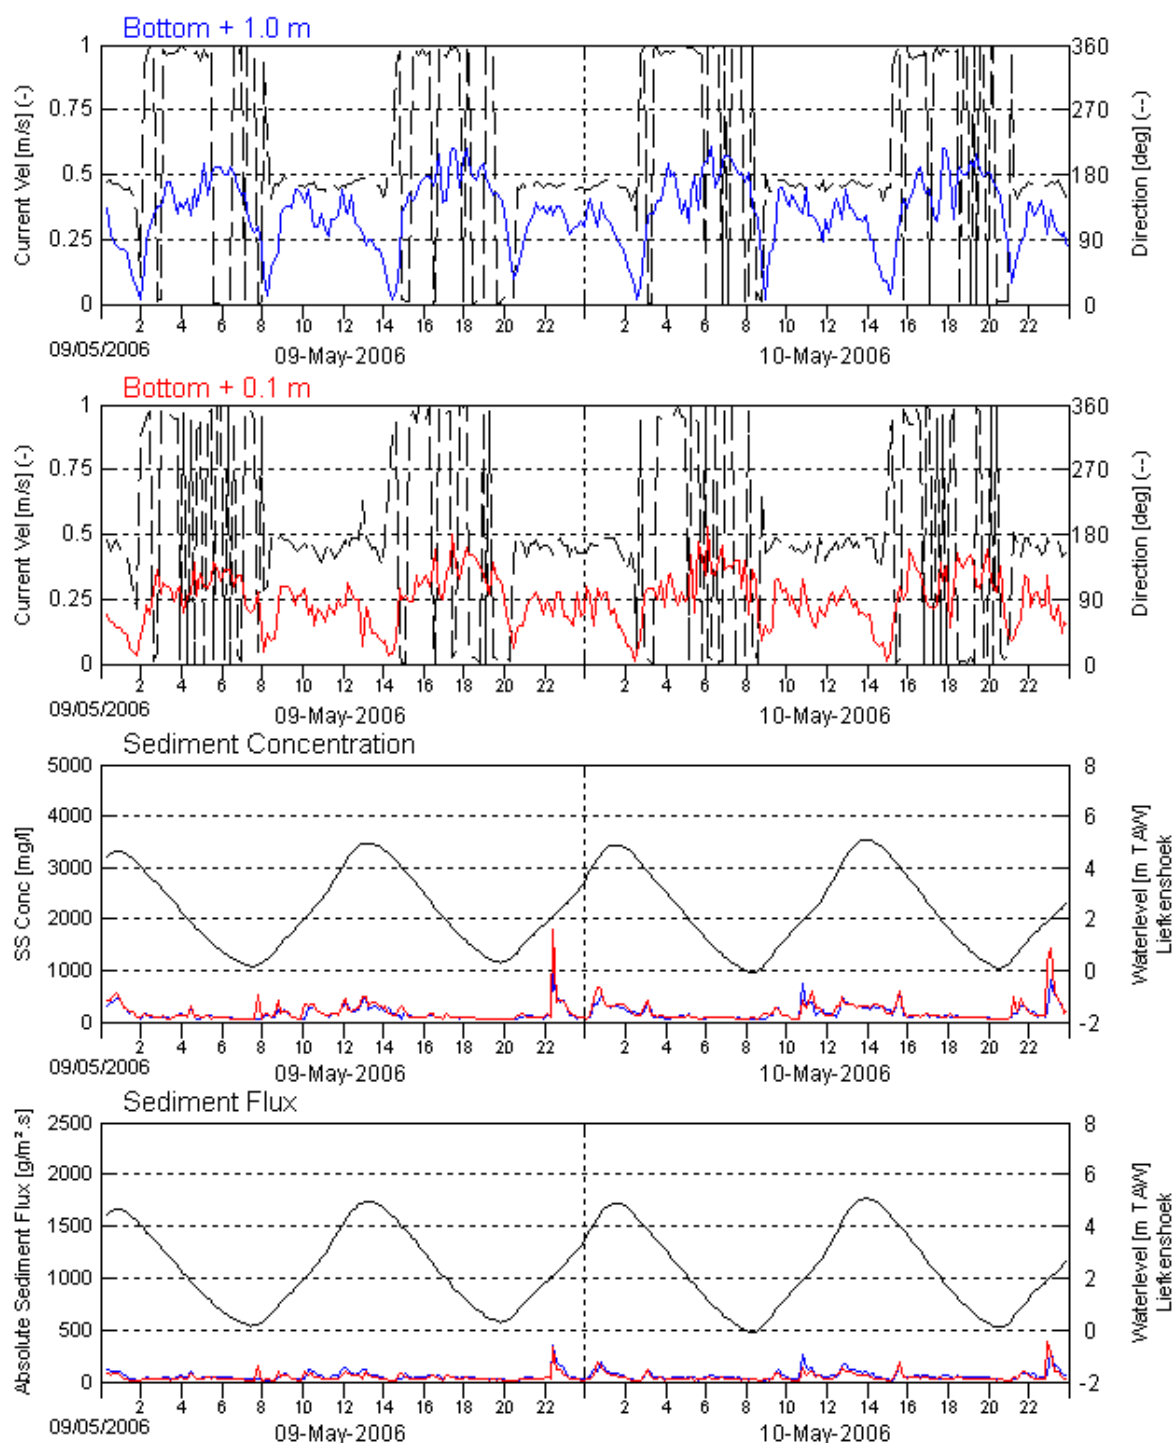 Bottom + 1.0 m
Current Vel [m/s] (-)
1
0.75
0.5
0.25
0
360
270
180
90
0
Direction [deg] (--)
2 4 6 8 10 12 14 16 18 20 22 2 4 6 8 10 12 14 16 18 20 22
09/05/2006 09-May-2006 10-May-2006
Bottom + 0.1 m
Current Vel [m/s] (-)
1
0.75
0.5
0.25
0
360
270
180
90
0
Direction [deg] (--)
2 4 6 8 10 12 14 16 18 20 22 2 4 6 8 10 12 14 16 18 20 22
09/05/2006 09-May-2006 10-May-2006
Sediment Concentration
SS Conc [mg/l]
5000
4000
3000
2000
1000
0
8
6
4
2
0
-2
Waterlevel [m TAW]
Liefkenshoek
2 4 6 8 10 12 14 16 18 20 22 2 4 6 8 10 12 14 16 18 20 22
09/05/2006 09-May-2006 10-May-2006
Sediment Flux
Absolute Sediment Flux [g/m².s]
2500
2000
1500
1000
500
0
8
6
4
2
0
-2
Waterlevel [m TAW]
Liefkenshoek
2 4 6 8 10 12 14 16 18 20 22 2 4 6 8 10 12 14 16 18 20 22
09/05/2006 09-May-2006 10-May-2006